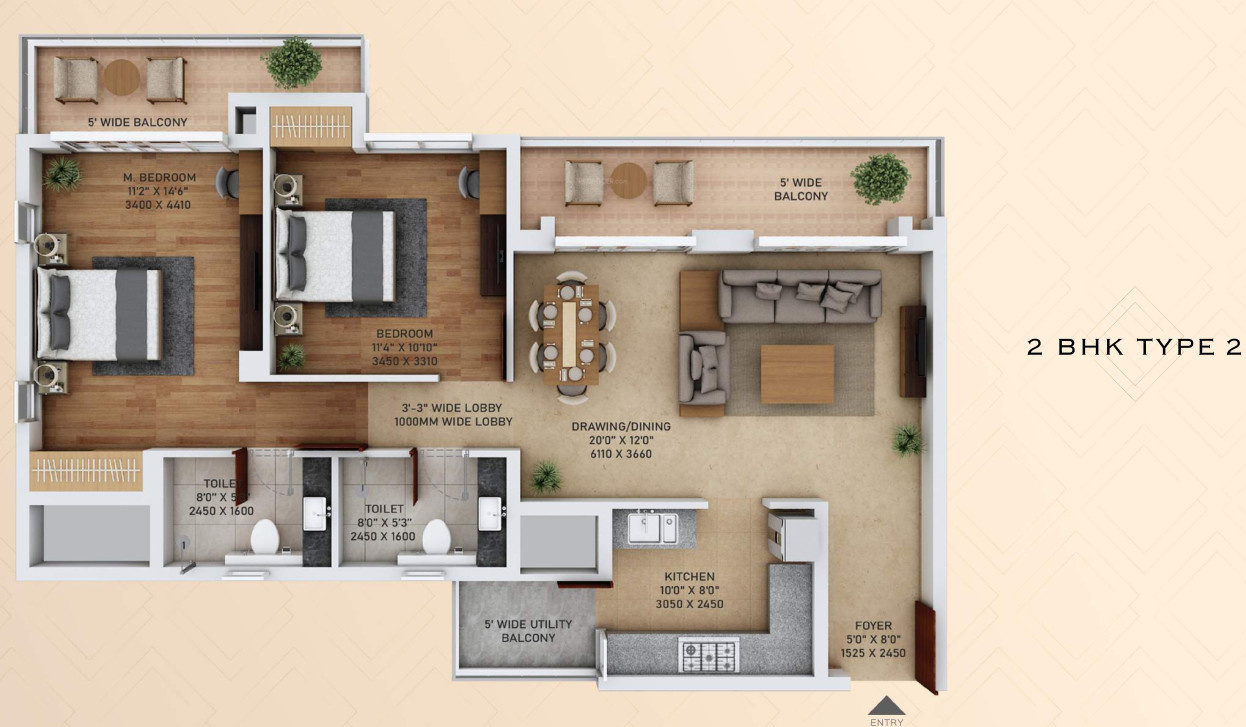 5' WIDE BALCONY
M. BEDROOM
11'2" X 14'6"
3400 X 4410
5' WIDE
BALCONY
BEDROOM
11'4" X 10'10"
3450 X 3310
2 BHK TYPE 2
3'-3" WIDE LOBBY
1000MM WIDE LOBBY
DRAWING/DINING
20'0" X 12'0"
6110 X 3660
8'0" X
2450 X 1600
TOILET
8'0" X 5'3"
2450 X 1600
KITCHEN
10'0" X 8'0"
3050 X 2450
5' WIDE UTILITY
BALCONY
FOYER
5'0" X 8'0"
1525 X 2450
ENTRY